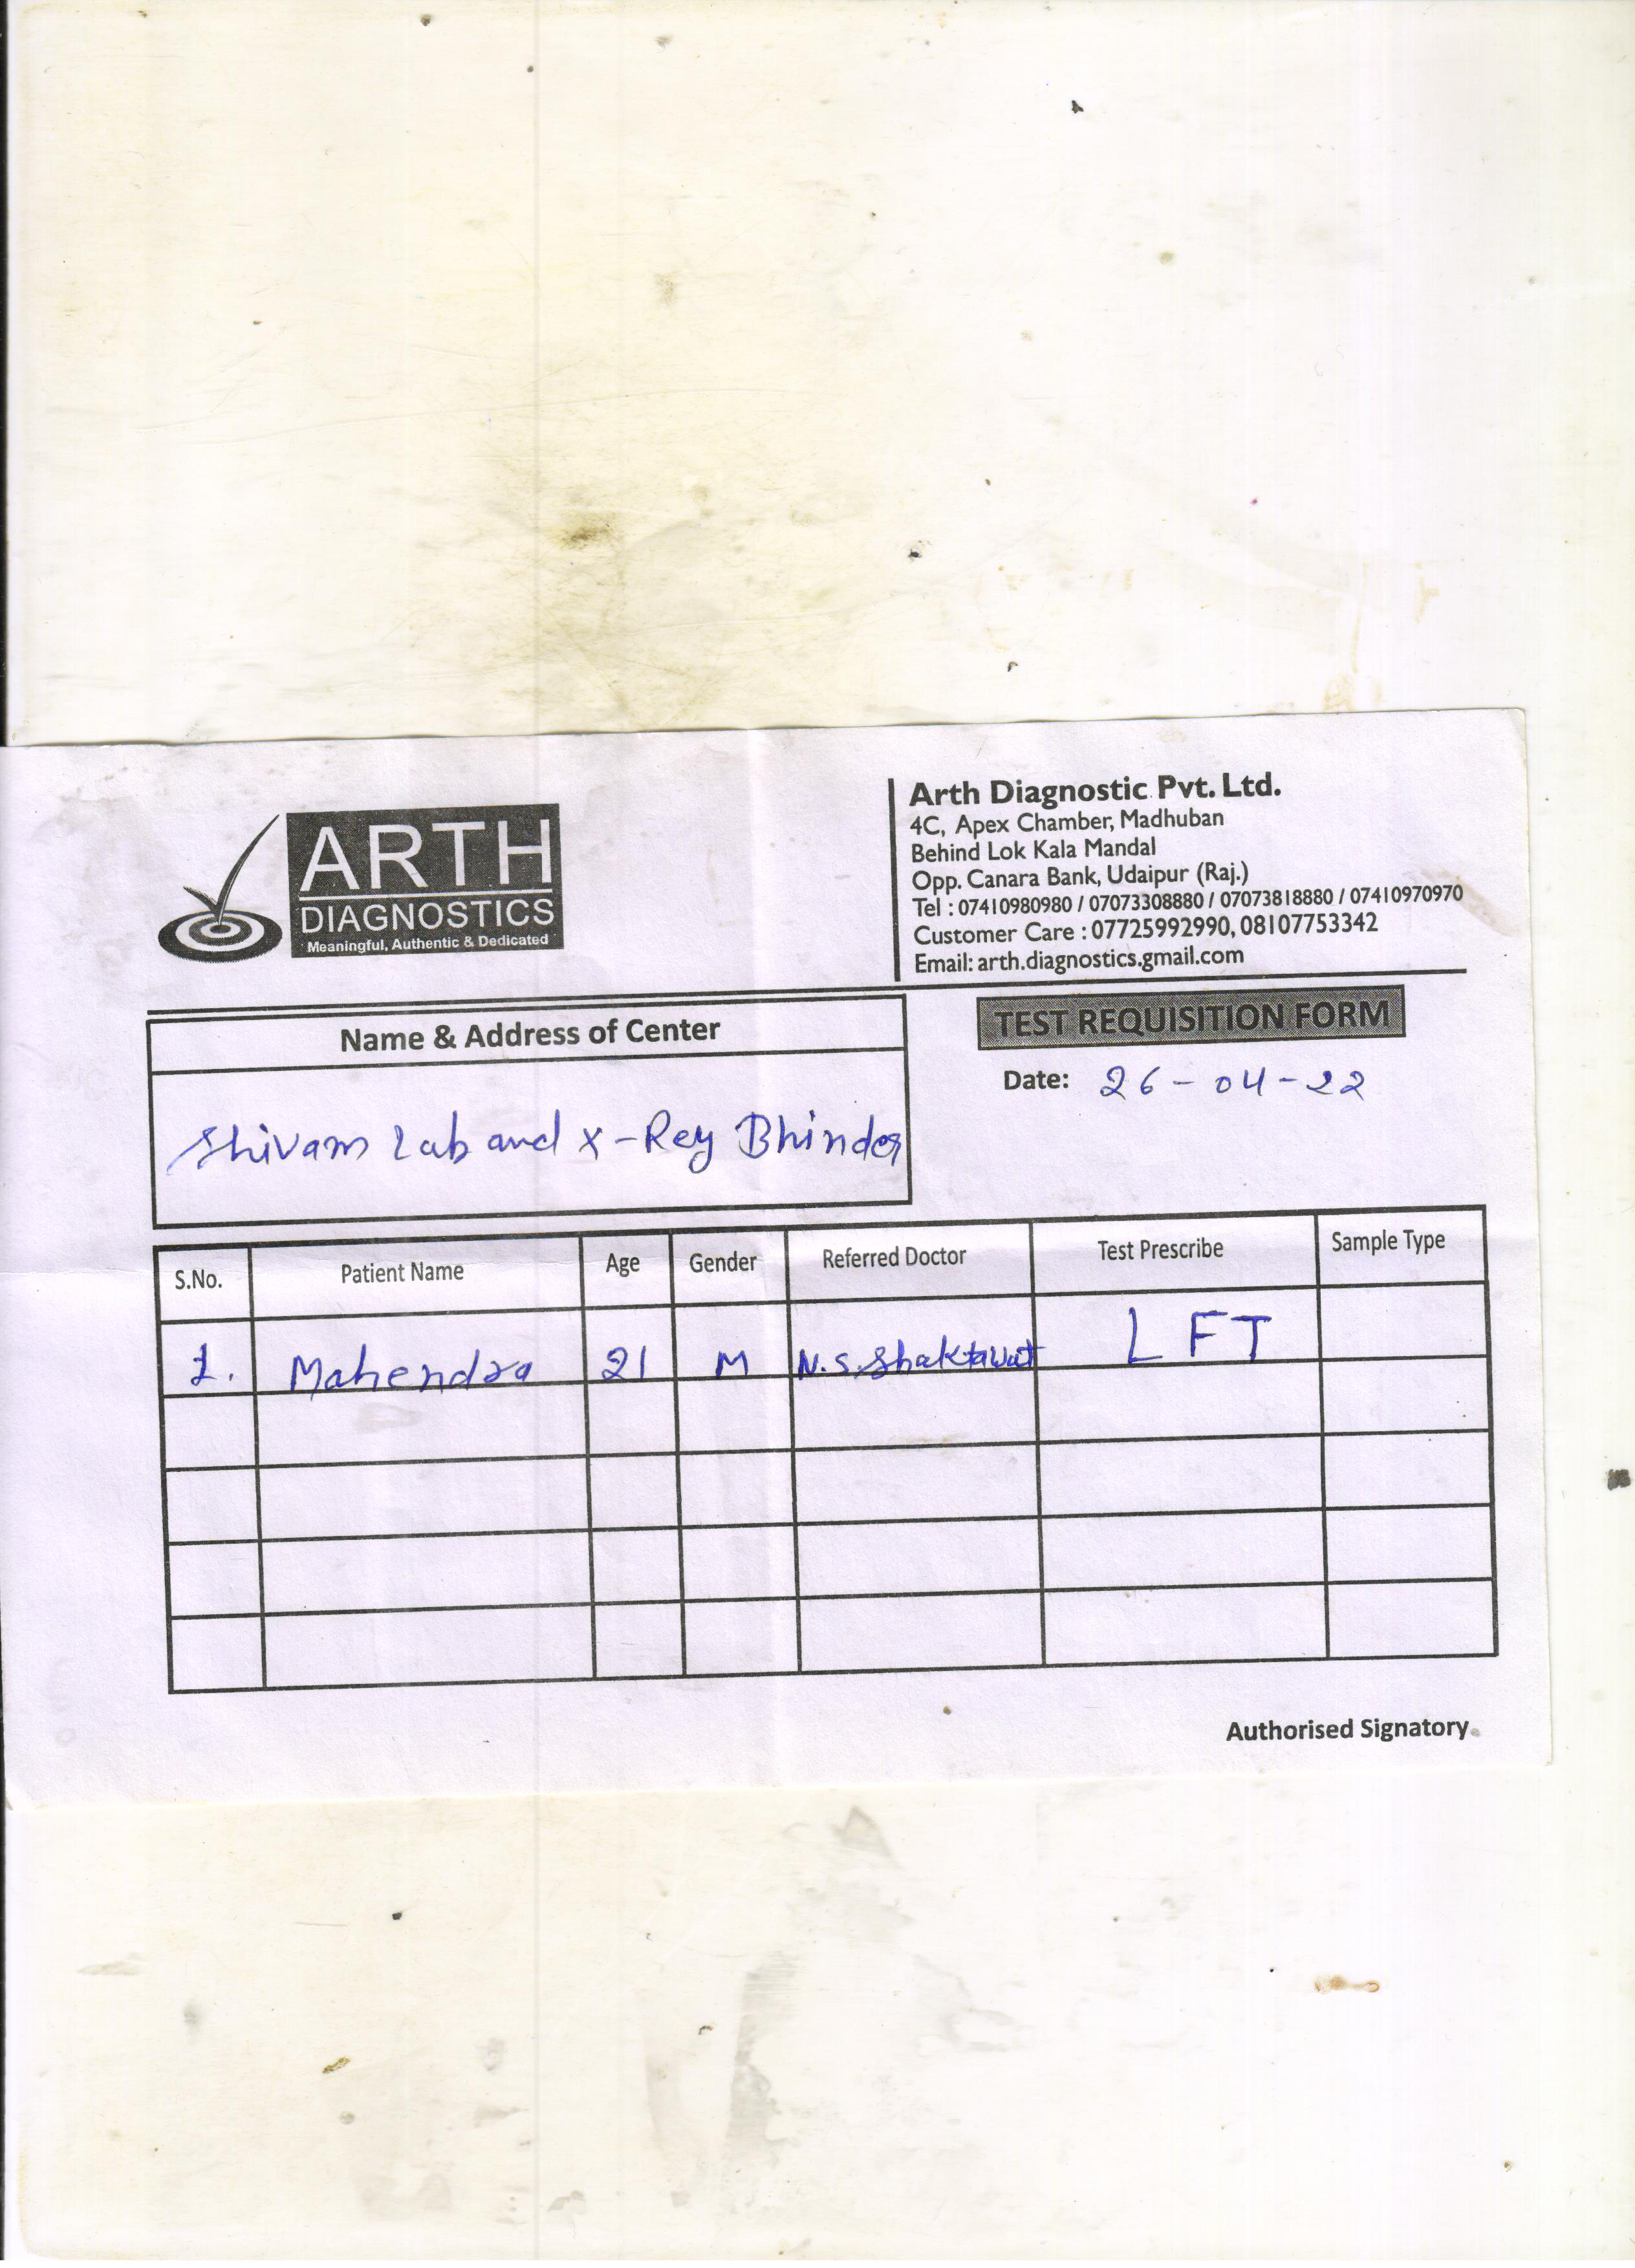 ARTH
DIAGNOSTICS
Meaningful, Authentic & Dedicated
Arth Diagnostic Pvt. Ltd.
4C, Apex Chamber, Madhuban
Behind Lok Kala Mandal
Opp. Canara Bank, Udaipur (Raj.)
Tel : 07410980980 / 07073308880 / 07073818880 / 07410970970
Customer Care : 07725992990, 08107753342
Email: arth.diagnostics.gmail.com
Name & Address of Center
TEST REQUISITION FORM
Date: 26-04-22
Shivam Lab and X-Rey Bhinder
S.No. Patient Name Age Gender Referred Doctor Test Prescribe Sample Type
1. Mahendra 21 M N.S. Shaktawat LFT
Authorised Signatory